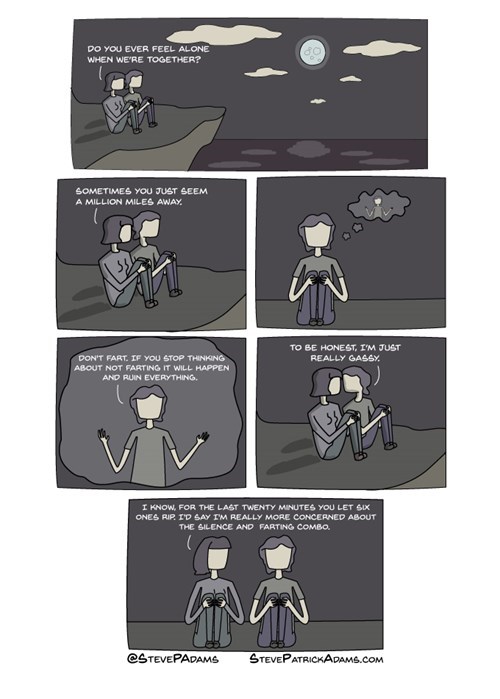 DO YOU EVER FEEL ALONE
WHEN WE'RE TOGETHER?
SOMETIMES YOU JUST SEEM
A MILLION MILES AWAY.
DON'T FART. IF YOU STOP THINKING
ABOUT NOT FARTING IT WILL HAPPEN
AND RUIN EVERYTHING.
TO BE HONEST, I'M JUST
REALLY GASSY.
I KNOW, FOR THE LAST TWENTY MINUTES YOU LET SIX
ONES RIP. I'D SAY I'M REALLY MORE CONCERNED ABOUT
THE SILENCE AND FARTING COMBO.
@STEVEPADAMS STEVEPATRICKADAMS.COM